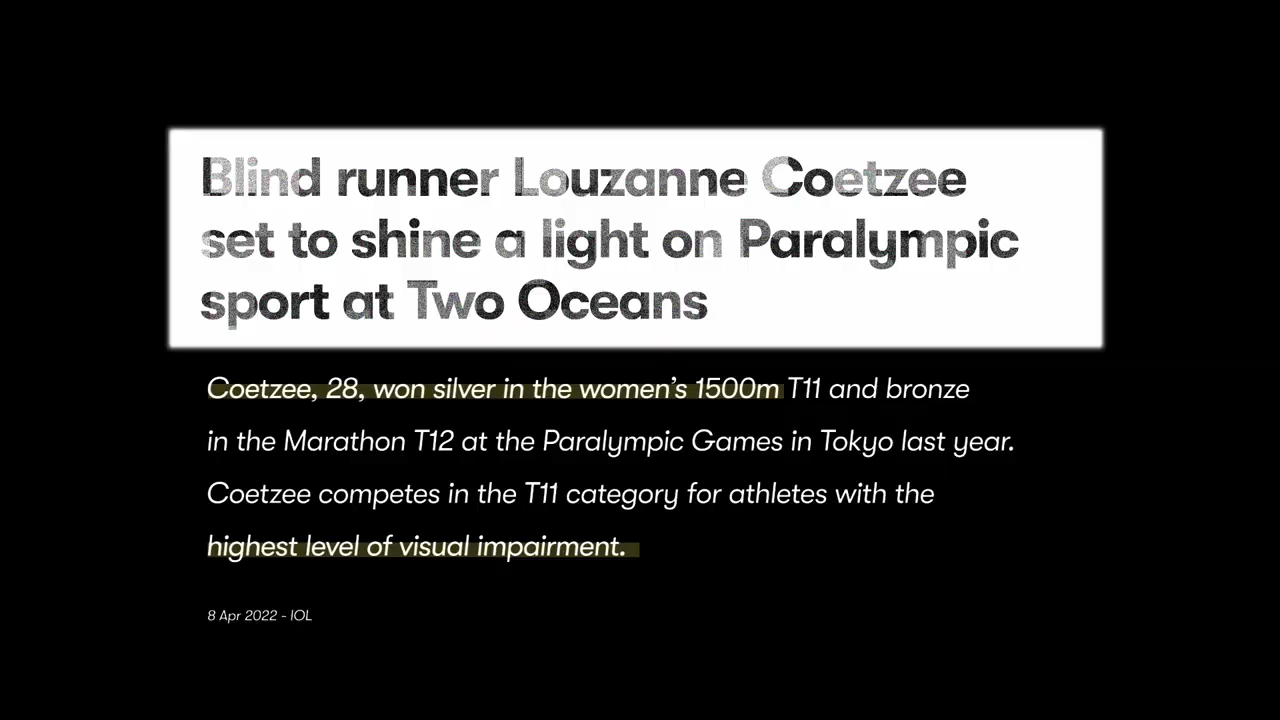 Blind runner Louzanne Coetzee
set to shine a light on Paralympic
sport at Two Oceans
Coetzee, 28, won silver in the women’s 1500m T11 and bronze
in the Marathon T12 at the Paralympic Games in Tokyo last year.
Coetzee competes in the T11 category for athletes with the
highest level of visual impairment.
8 Apr 2022 - IOL